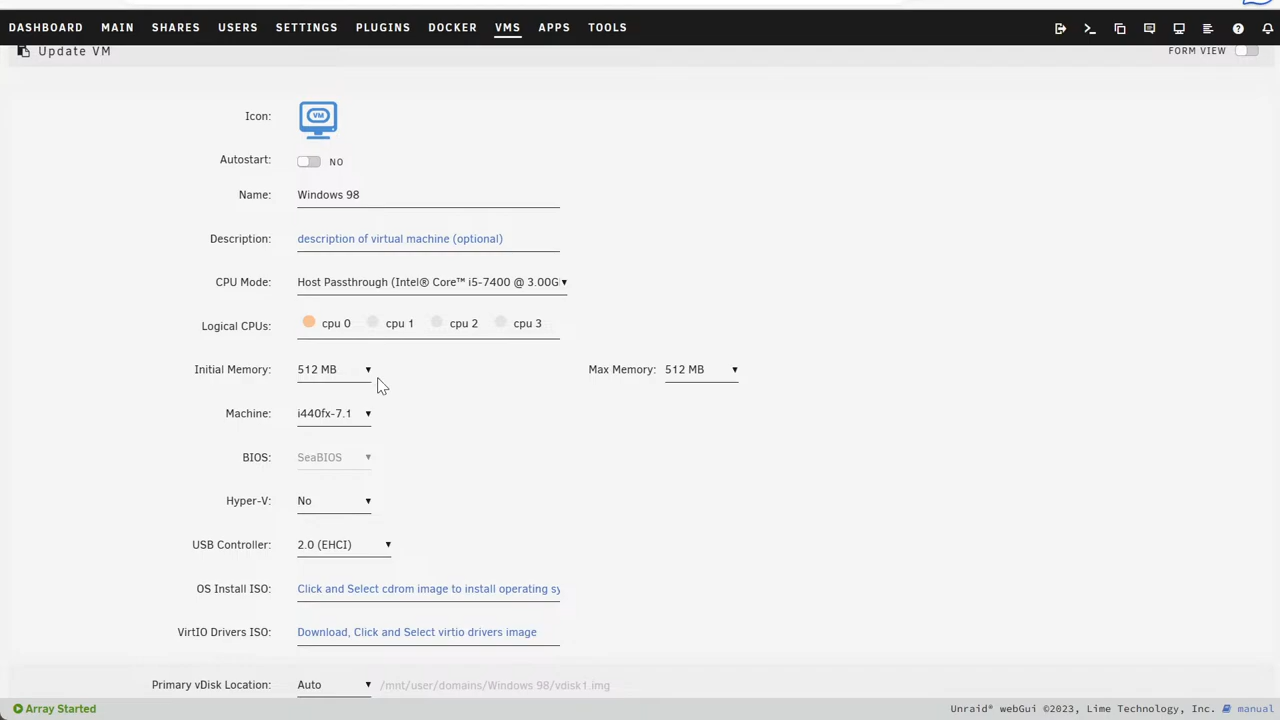 DASHBOARD MAIN SHARES USERS SETTINGS PLUGINS DOCKER VMS APPS TOOLS
Update VM FORM VIEW
Icon: VM
Autostart: NO
Name: Windows 98
Description: description of virtual machine (optional)
CPU Mode: Host Passthrough (Intel® Core™ i5-7400 @ 3.00G
Logical CPUs: cpu 0 cpu 1 cpu 2 cpu 3
Initial Memory: 512 MB Max Memory: 512 MB
Machine: i440fx-7.1
BIOS: SeaBIOS
Hyper-V: No
USB Controller: 2.0 (EHCI)
OS Install ISO: Click and Select cdrom image to install operating sy
VirtIO Drivers ISO: Download, Click and Select virtio drivers image
Primary vDisk Location: Auto /mnt/user/domains/Windows 98/vdisk1.img
Array Started Unraid® webGui ©2023, Lime Technology, Inc. manual